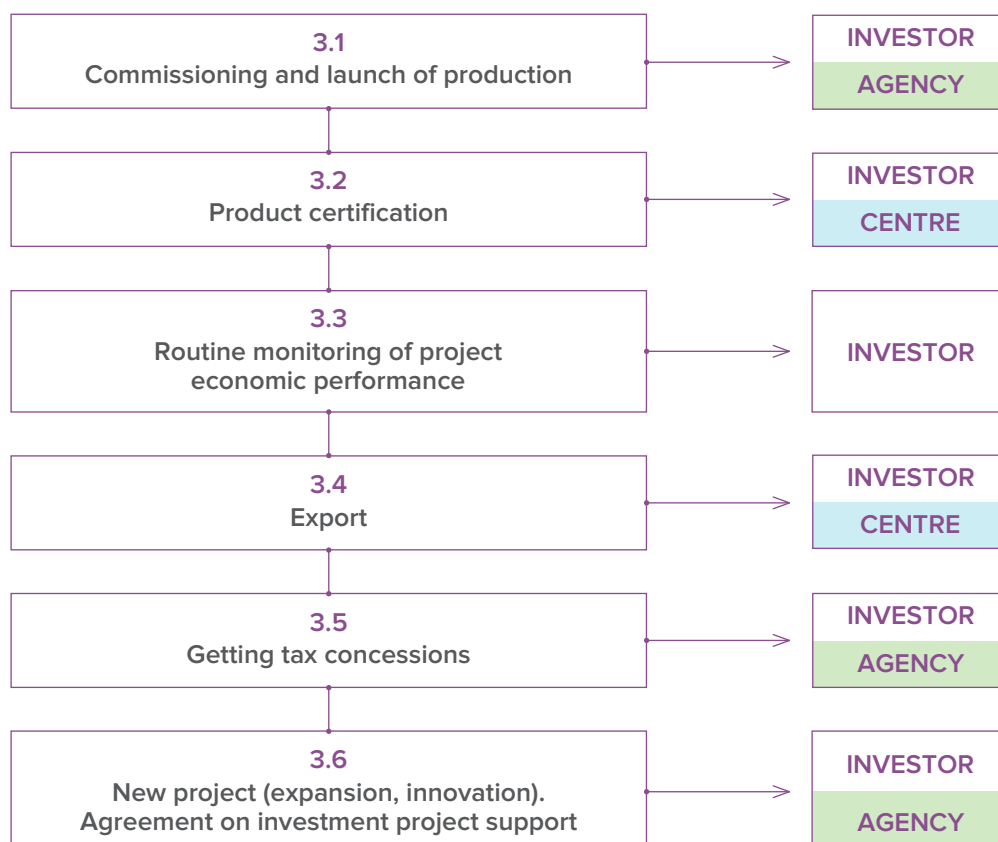 3.1
Commissioning and launch of production
INVESTOR
AGENCY
3.2
Product certification
INVESTOR
CENTRE
3.3
Routine monitoring of project
economic performance
INVESTOR
3.4
Export
INVESTOR
CENTRE
3.5
Getting tax concessions
INVESTOR
AGENCY
3.6
New project (expansion, innovation).
Agreement on investment project support
INVESTOR
AGENCY